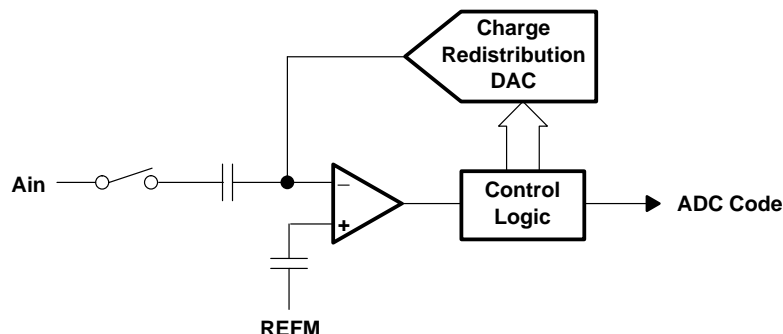 Charge
Redistribution
DAC
Ain
−
+
Control
Logic
ADC Code
REFM